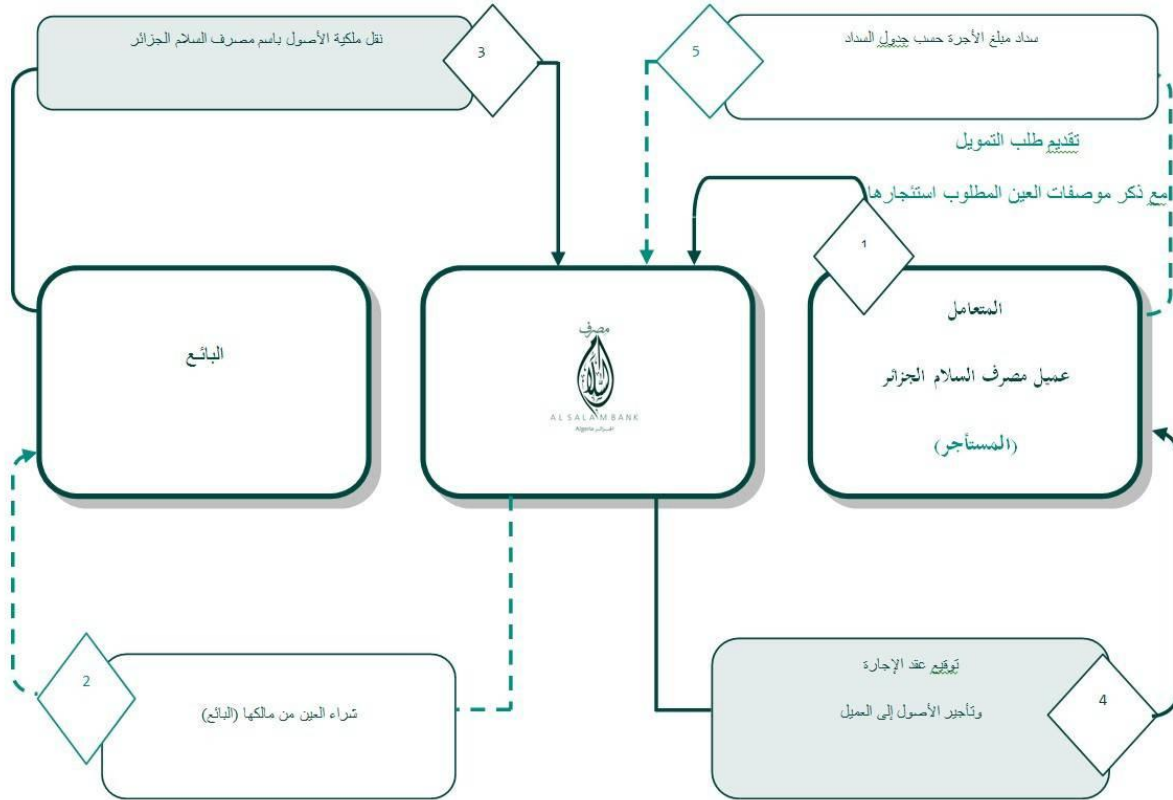 نقل ملكية الأصول باسم مصرف السلام الجزائر
3
سداد مبلغ الأجرة حسب جدول السداد
5
تقديم طلب التمويل
مع ذكر موصفات العين المطلوب استئجارها
1
المتعامل
عميل مصرف السلام الجزائر
(المستأجر)
مصرف
السلام
AL SALAM BANK
Algeria الجزائر
البائع
2
شراء العين من مالكها (البائع)
توقيع عقد الإجارة
وتأجير الأصول إلى العميل
4